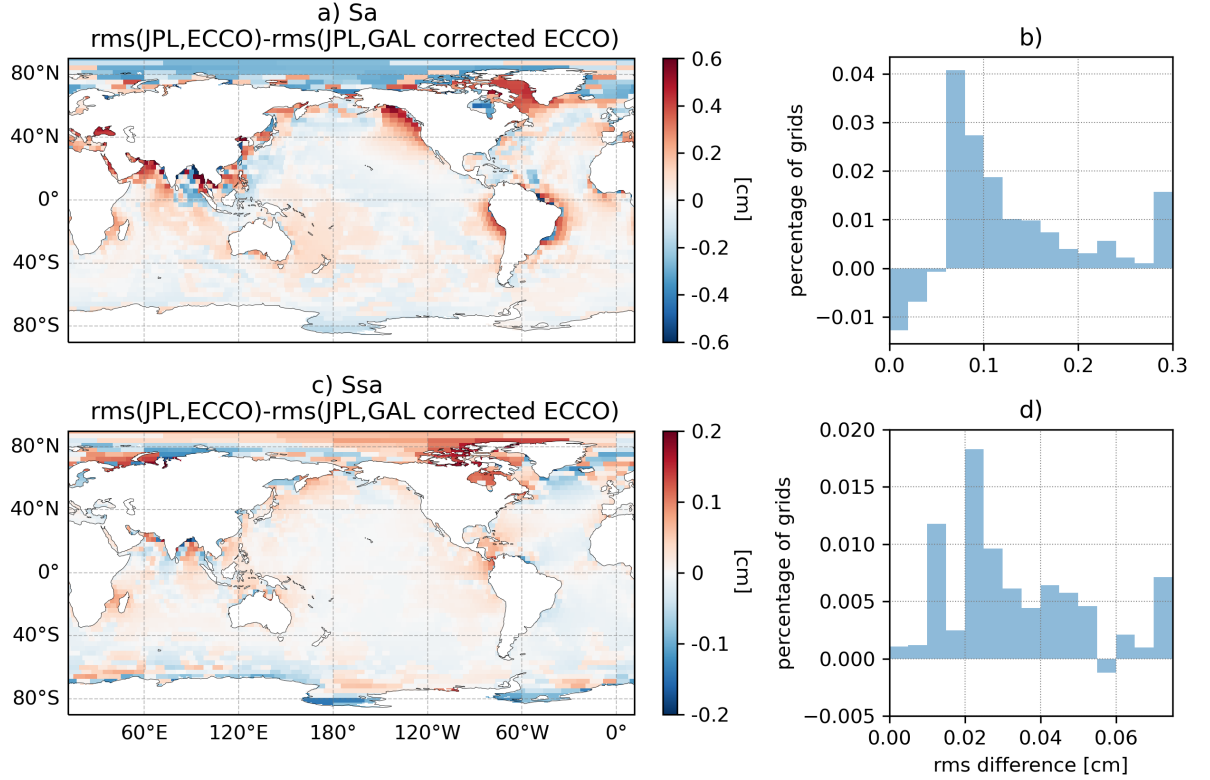 a) Sa
rms(JPL,ECCO)-rms(JPL,GAL corrected ECCO)
80°N
40°N
0°
40°S
80°S
0.6
0.4
0.2
0
-0.2
-0.4
-0.6
[cm]
b)
percentage of grids
0.04
0.03
0.02
0.01
0.00
−0.01
0.0
0.1
0.2
0.3
c) Ssa
rms(JPL,ECCO)-rms(JPL,GAL corrected ECCO)
80°N
40°N
0°
40°S
80°S
60°E
120°E
180°
120°W
60°W
0°
0.2
0.1
0
-0.1
-0.2
[cm]
d)
percentage of grids
0.020
0.015
0.010
0.005
0.000
−0.005
0.00
0.02
0.04
0.06
rms difference [cm]